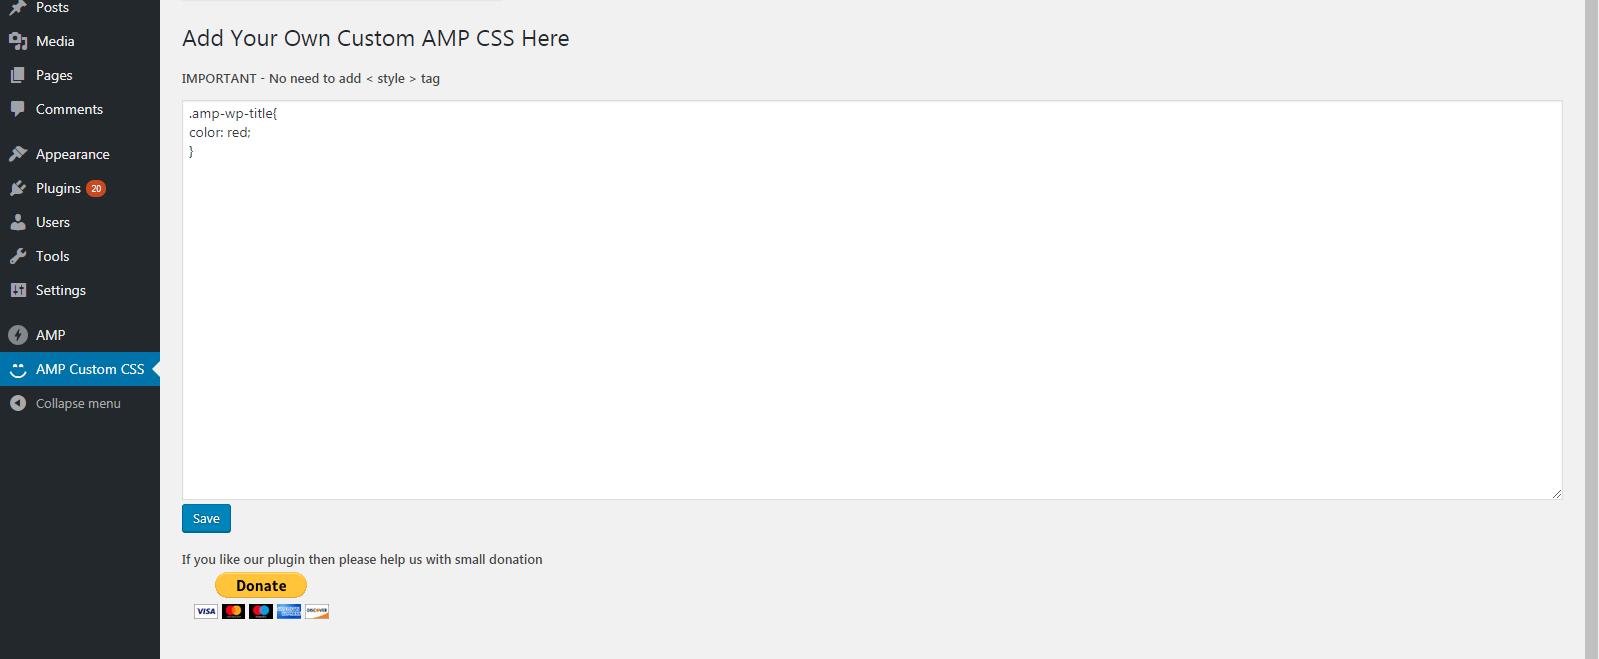 Posts
Media
Pages
Comments
Appearance
Plugins 20
Users
Tools
Settings
AMP
AMP Custom CSS
Collapse menu
Add Your Own Custom AMP CSS Here
IMPORTANT - No need to add < style > tag
.amp-wp-title{
color: red;
}
Save
If you like our plugin then please help us with small donation
Donate
VISA
DISCOVER